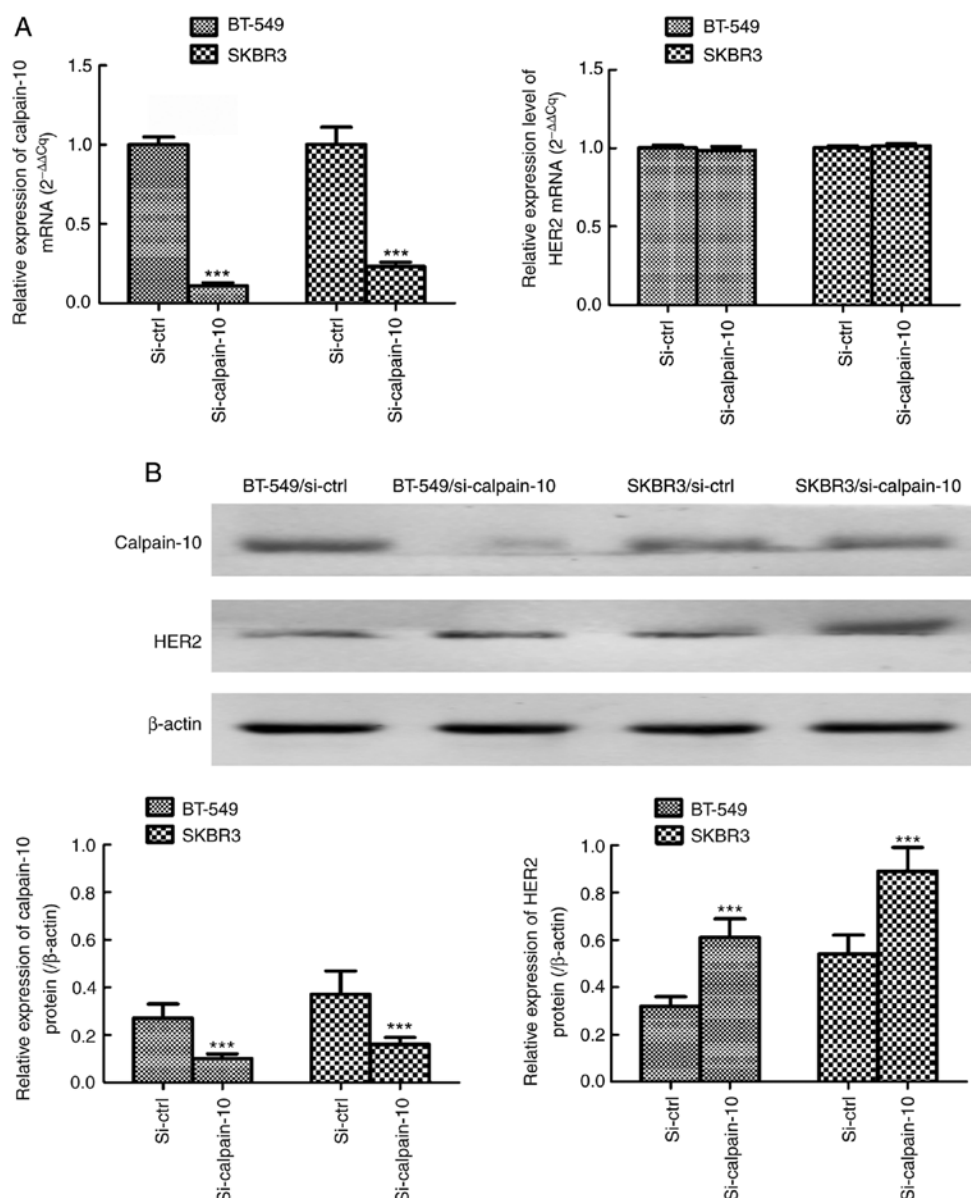 A
BT-549
SKBR3
Relative expression of calpain-10
mRNA (2−ΔΔCq)
1.5
1.0
0.5
0.0
***
***
Si-ctrl
Si-calpain-10
Si-ctrl
Si-calpain-10
BT-549
SKBR3
Relative expression level of
HER2 mRNA (2−ΔΔCq)
1.5
1.0
0.5
0.0
Si-ctrl
Si-calpain-10
Si-ctrl
Si-calpain-10
B
BT-549/si-ctrl BT-549/si-calpain-10 SKBR3/si-ctrl SKBR3/si-calpain-10
Calpain-10
HER2
β-actin
BT-549
SKBR3
Relative expression of calpain-10
protein (/β-actin)
1.0
0.8
0.6
0.4
0.2
0.0
***
***
Si-ctrl
Si-calpain-10
Si-ctrl
Si-calpain-10
BT-549
SKBR3
Relative expression of HER2
protein (/β-actin)
1.0
0.8
0.6
0.4
0.2
0.0
***
***
Si-ctrl
Si-calpain-10
Si-ctrl
Si-calpain-10